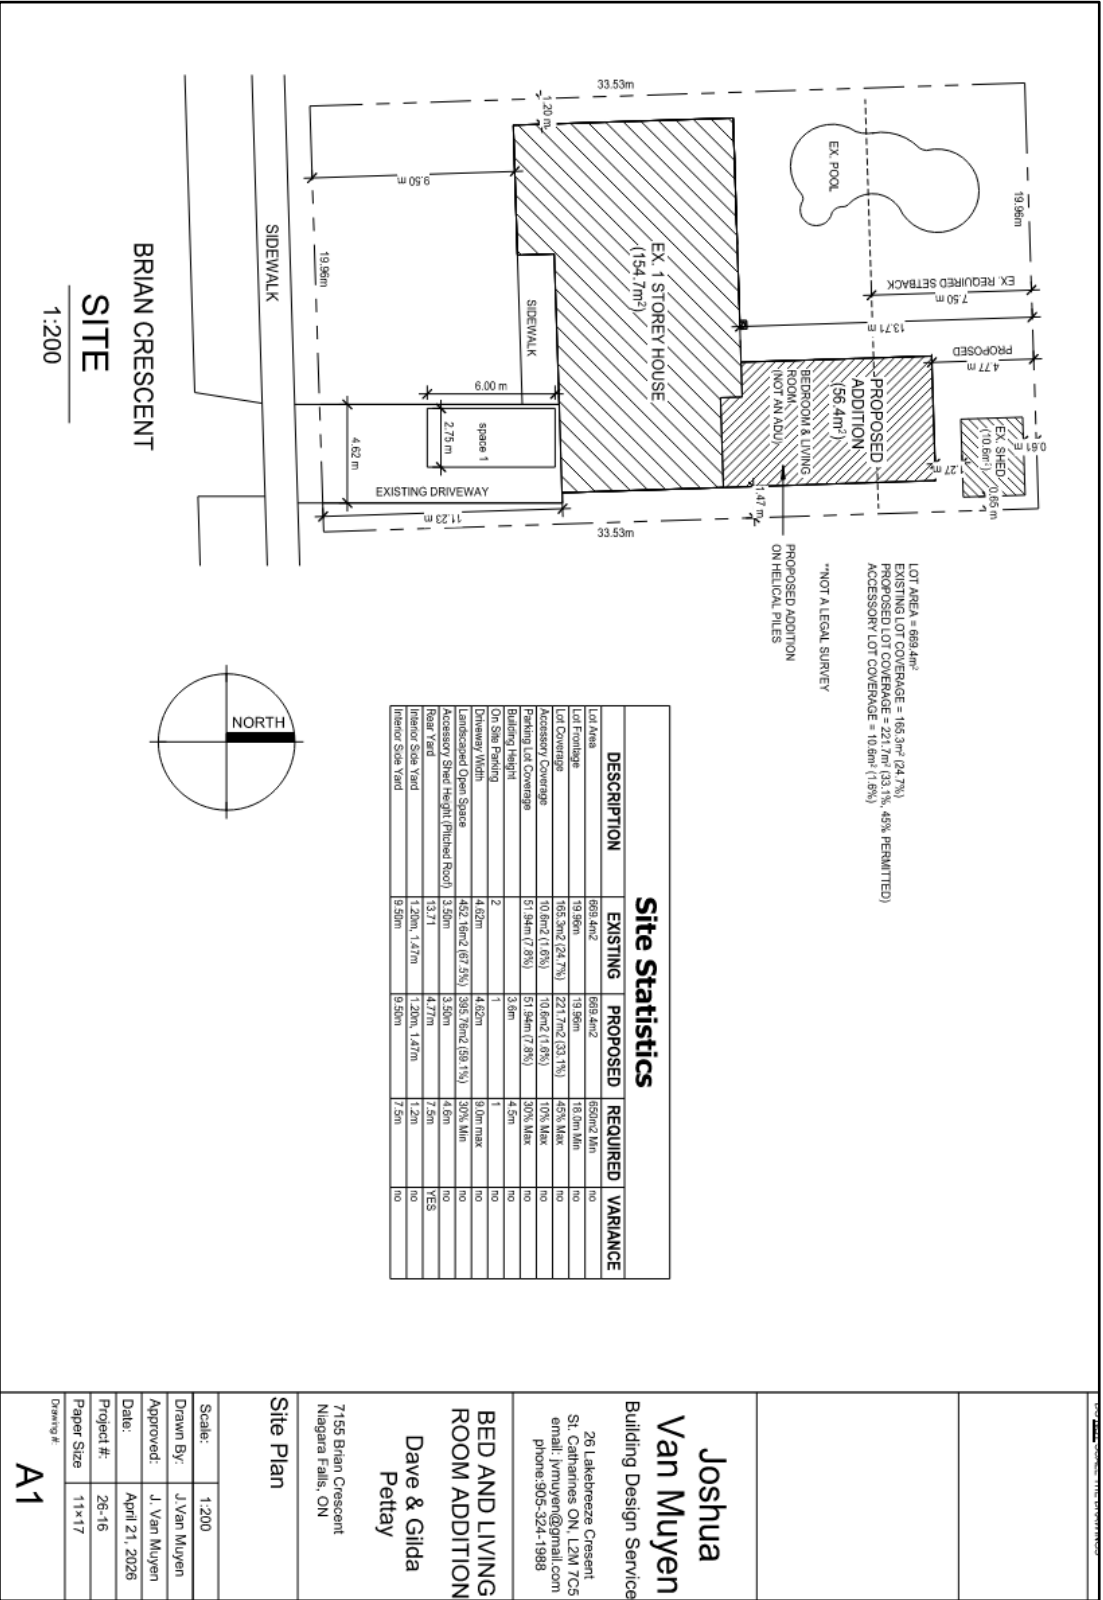 33.53m
1.20 m
EX. POOL
19.96m
9.50 m
EX. REQUIRED SETBACK
7.50 m
13.71 m
PROPOSED
4.77 m
EX. 1 STOREY HOUSE
(154.7m²)
SIDEWALK
SIDEWALK
19.96m
6.00 m
2.75 m
space 1
4.62 m
EXISTING DRIVEWAY
11.23 m
PROPOSED
ADDITION
(56.4m²)
BEDROOM & LIVING
ROOM
(NOT AN ADU)
EX. SHED
(10.6m²)
0.61 m
1.27 m
0.65 m
1.47 m
33.53m
PROPOSED ADDITION
ON HELICAL PILES
**NOT A LEGAL SURVEY
LOT AREA = 669.4m²
EXISTING LOT COVERAGE = 165.3m² (24.7%)
PROPOSED LOT COVERAGE = 221.7m² (33.1%, 45% PERMITTED)
ACCESSORY LOT COVERAGE = 10.6m² (1.6%)
BRIAN CRESCENT
SITE
1:200
NORTH
Site Statistics
DESCRIPTION EXISTING PROPOSED REQUIRED VARIANCE
Lot Area 669.4m2 669.4m2 650m2 Min no
Lot Frontage 19.96m 19.96m 18.0m Min no
Lot Coverage 165.3m2 (24.7%) 221.7m2 (33.1%) 45% Max no
Accessory Coverage 10.6m2 (1.6%) 10.6m2 (1.6%) 10% Max no
Parking Lot Coverage 51.94m (7.8%) 51.94m (7.8%) 30% Max no
Building Height 3.6m 4.5m no
On Site Parking 2 1 1 no
Driveway Width 4.62m 4.62m 9.0m max no
Landscaped Open Space 452.16m2 (67.5%) 395.76m2 (59.1%) 30% Min no
Accessory Shed Height (Pitched Roof) 3.50m 3.50m 4.6m no
Rear Yard 13.71 4.77m 7.5m YES
Interior Side Yard 1.20m, 1.47m 1.20m, 1.47m 1.2m no
Interior Side Yard 9.50m 9.50m 7.5m no
Joshua
Van Muyen
Building Design Service
26 Lakebreeze Cresent
St. Catharines ON, L2M 7C5
email: jvmuyen@gmail.com
phone:905-324-1988
BED AND LIVING
ROOM ADDITION
Dave & Gilda
Pettay
7155 Brian Crescent
Niagara Falls, ON
Site Plan
Scale: 1:200
Drawn By: J.Van Muyen
Approved: J. Van Muyen
Date: April 21, 2026
Project #: 26-16
Paper Size 11×17
Drawing #:
A1